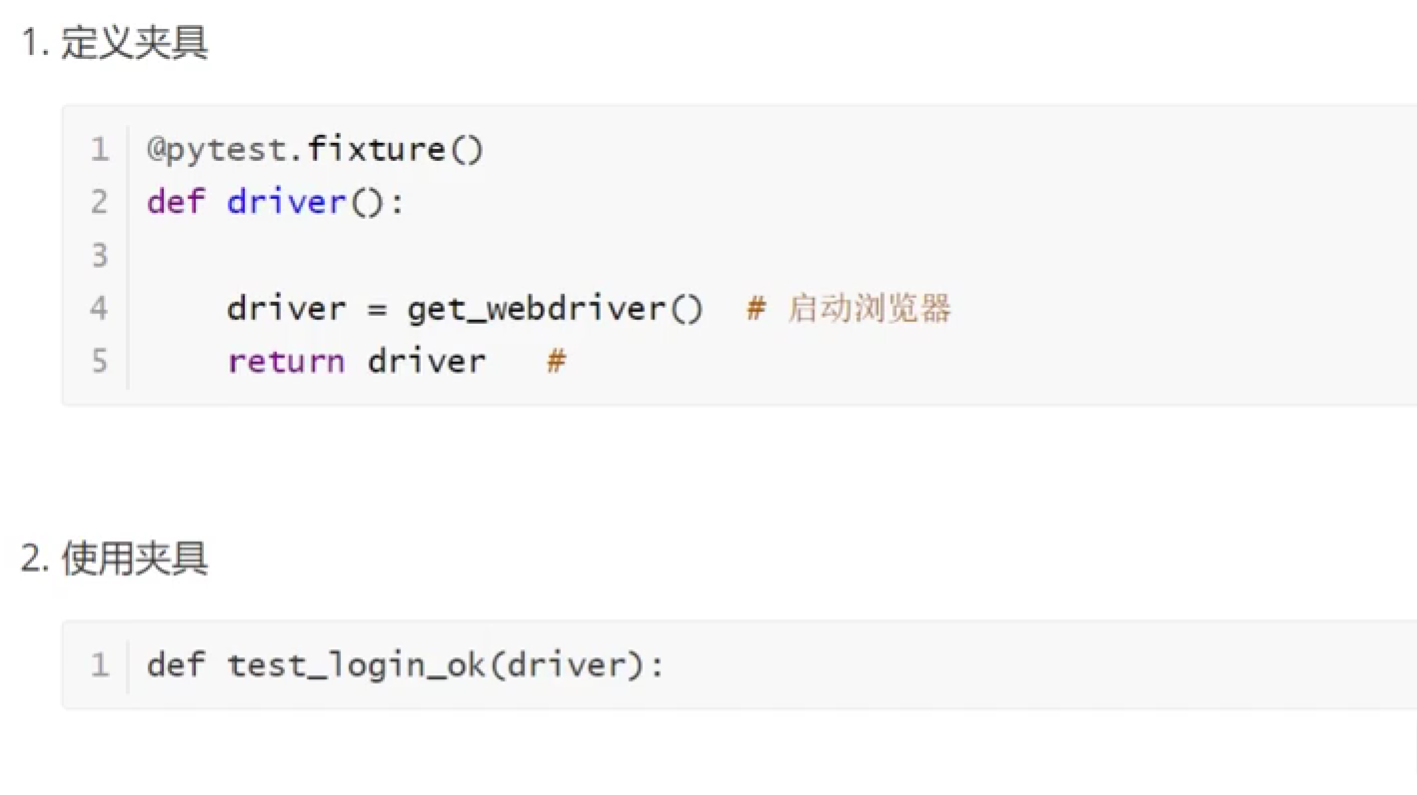 1. 定义夹具
1 @pytest.fixture()
2 def driver():
3
4     driver = get_webdriver()  # 启动浏览器
5     return driver   #
2. 使用夹具
1 def test_login_ok(driver):